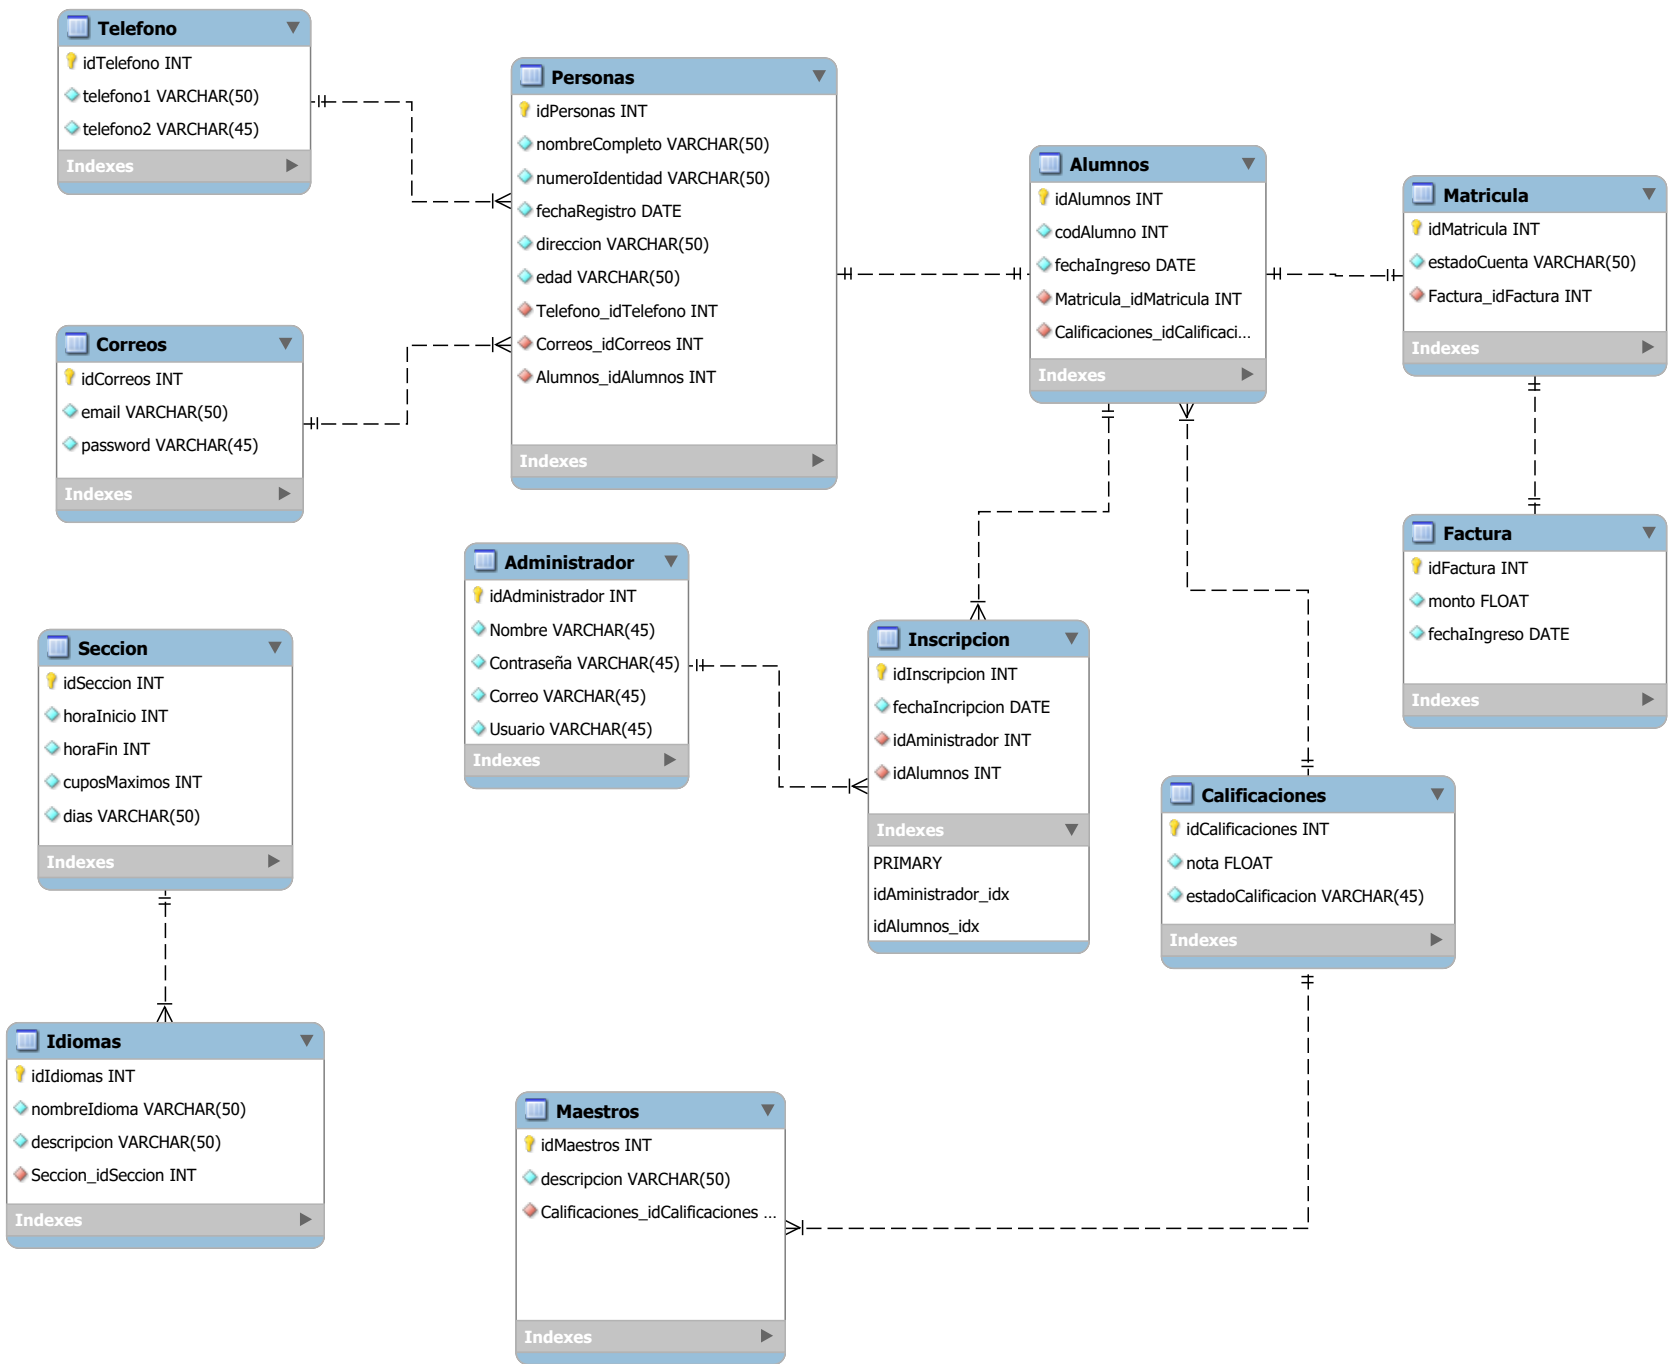 Telefono
idTelefono INT
telefono1 VARCHAR(50)
telefono2 VARCHAR(45)
Indexes
Personas
idPersonas INT
nombreCompleto VARCHAR(50)
numeroIdentidad VARCHAR(50)
fechaRegistro DATE
direccion VARCHAR(50)
edad VARCHAR(50)
Telefono_idTelefono INT
Correos_idCorreos INT
Alumnos_idAlumnos INT
Indexes
Alumnos
idAlumnos INT
codAlumno INT
fechaIngreso DATE
Matricula_idMatricula INT
Calificaciones_idCalificaci...
Indexes
Matricula
idMatricula INT
estadoCuenta VARCHAR(50)
Factura_idFactura INT
Indexes
Correos
idCorreos INT
email VARCHAR(50)
password VARCHAR(45)
Indexes
Administrador
idAdministrador INT
Nombre VARCHAR(45)
Contraseña VARCHAR(45)
Correo VARCHAR(45)
Usuario VARCHAR(45)
Indexes
Factura
idFactura INT
monto FLOAT
fechaIngreso DATE
Indexes
Seccion
idSeccion INT
horaInicio INT
horaFin INT
cuposMaximos INT
dias VARCHAR(50)
Indexes
Inscripcion
idInscripcion INT
fechaIncripcion DATE
idAministrador INT
idAlumnos INT
Indexes
PRIMARY
idAministrador_idx
idAlumnos_idx
Calificaciones
idCalificaciones INT
nota FLOAT
estadoCalificacion VARCHAR(45)
Indexes
Idiomas
idIdiomas INT
nombreIdioma VARCHAR(50)
descripcion VARCHAR(50)
Seccion_idSeccion INT
Indexes
Maestros
idMaestros INT
descripcion VARCHAR(50)
Calificaciones_idCalificaciones ...
Indexes